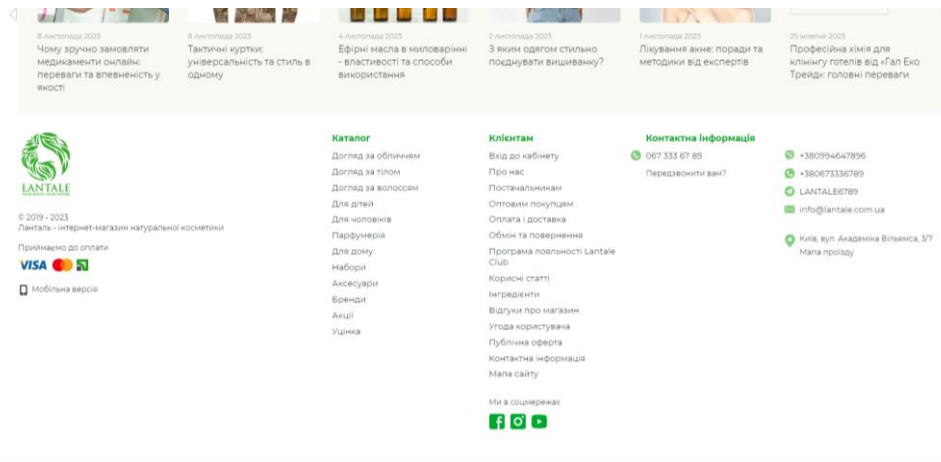 8 листопада 2023
Чому зручно замовляти
медикаменти онлайн:
переваги та впевненість у
якості
8 листопада 2023
Тактичні куртки:
універсальність та стиль в
одному
4 листопада 2023
Ефірні масла в миловарінні
- властивості та способи
використання
2 листопада 2023
З яким одягом стильно
поєднувати вишиванку?
1 листопада 2023
Лікування акне: поради та
методики від експертів
25 жовтня 2023
Професійна хімія для
клінінгу готелів від «Гал Еко
Трейд»: головні переваги
LANTALE
© 2019 - 2023
Ланталь - інтернет-магазин натуральної косметики
Приймаємо до оплати
VISA
Мобільна версія
Каталог
Догляд за обличчям
Догляд за тілом
Догляд за волоссям
Для дітей
Для чоловіків
Парфумерія
Для дому
Набори
Аксесуари
Бренди
Акції
Уцінка
Клієнтам
Вхід до кабінету
Про нас
Постачальникам
Оптовим покупцям
Оплата і доставка
Обмін та повернення
Програма лояльності Lantale
Club
Корисні статті
Інгредієнти
Відгуки про магазин
Угода користувача
Публічна оферта
Контактна інформація
Мапа сайту
Ми в соцмережах
Контактна інформація
067 333 67 89
Передзвонити вам?
+380994647896
+380673336789
LANTALE6789
info@lantale.com.ua
Київ, вул. Академіка Вільямса, 3/7
Мапа проїзду